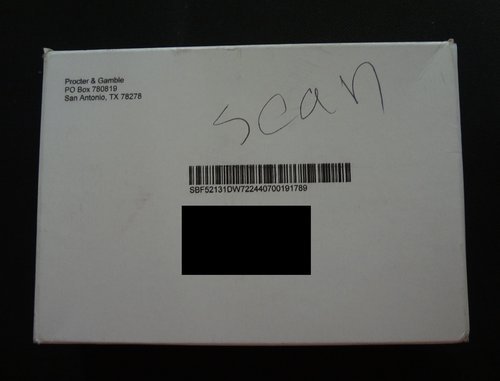 Procter & Gamble
PO Box 780819
San Antonio, TX 78278
scan
SBF52131DW722440700191789